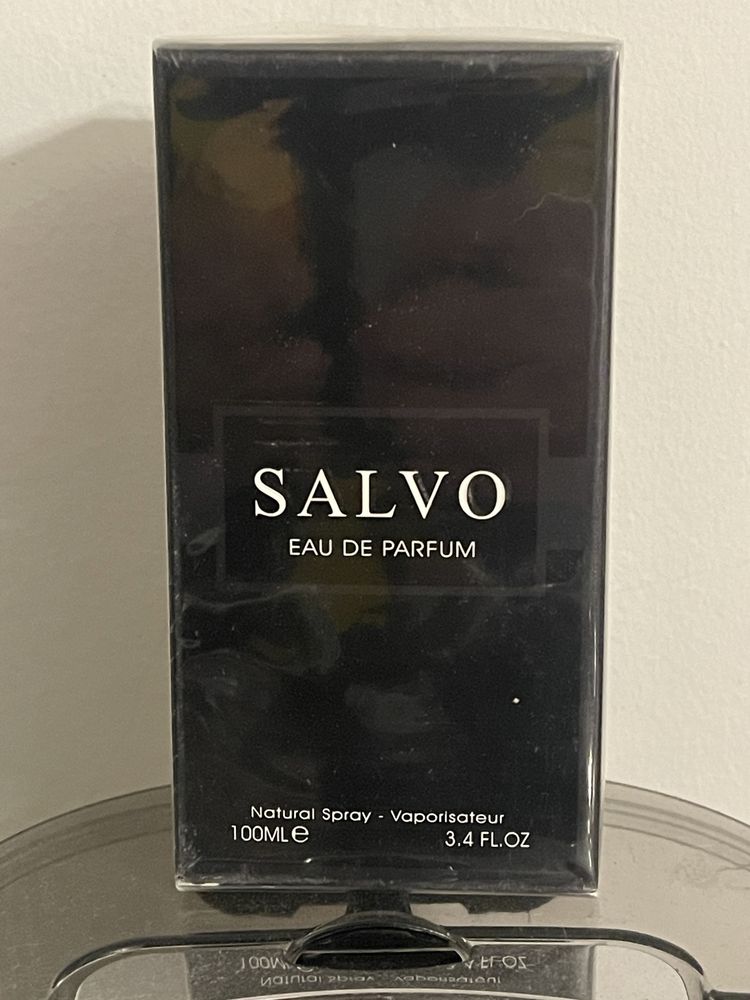 SALVO
EAU DE PARFUM
Natural Spray - Vaporisateur
100ML℮ 3.4 FL.OZ